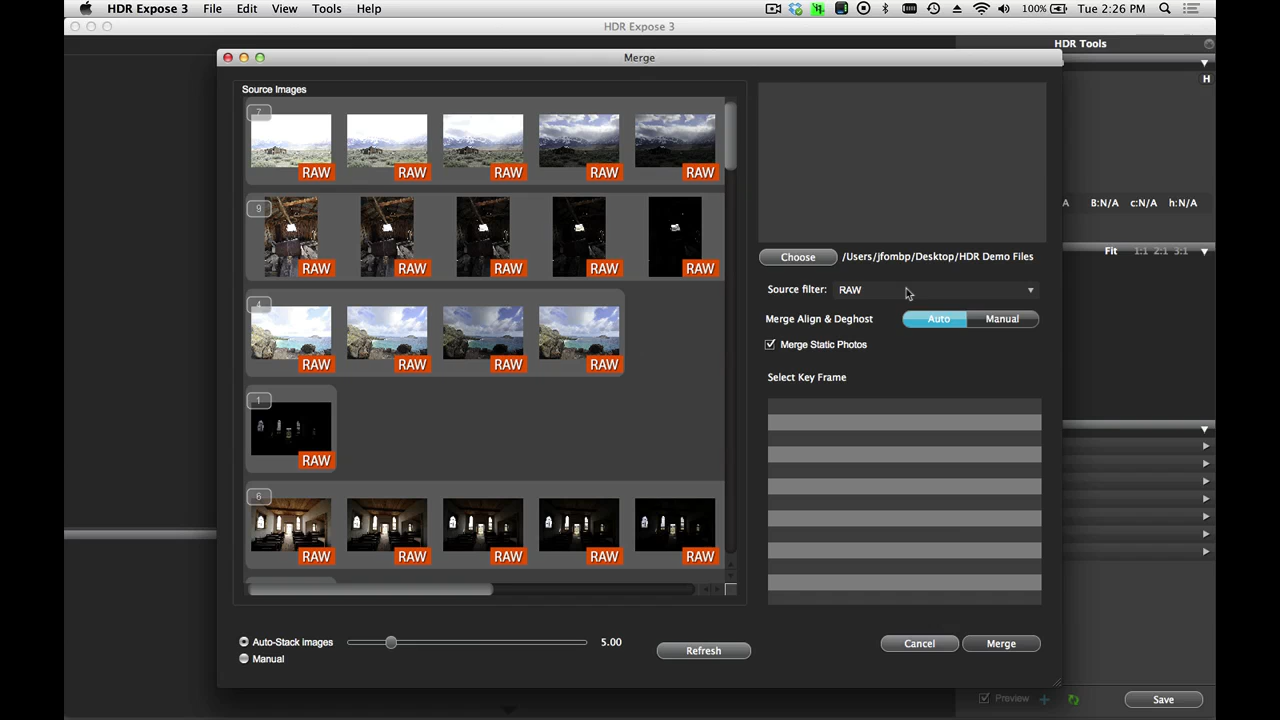 HDR Expose 3 File Edit View Tools Help 100% Tue 2:26 PM
HDR Expose 3
HDR Tools
Merge
H
Source Images
7
RAW RAW RAW RAW RAW
9
RAW RAW RAW RAW RAW
4
RAW RAW RAW RAW
1
RAW
6
RAW RAW RAW RAW RAW
A B:N/A c:N/A h:N/A
Fit 1:1 2:1 3:1
Choose /Users/jfombp/Desktop/HDR Demo Files
Source filter: RAW
Merge Align & Deghost Auto Manual
Merge Static Photos
Select Key Frame
Auto-Stack images 5.00
Manual
Refresh
Cancel Merge
Preview Save